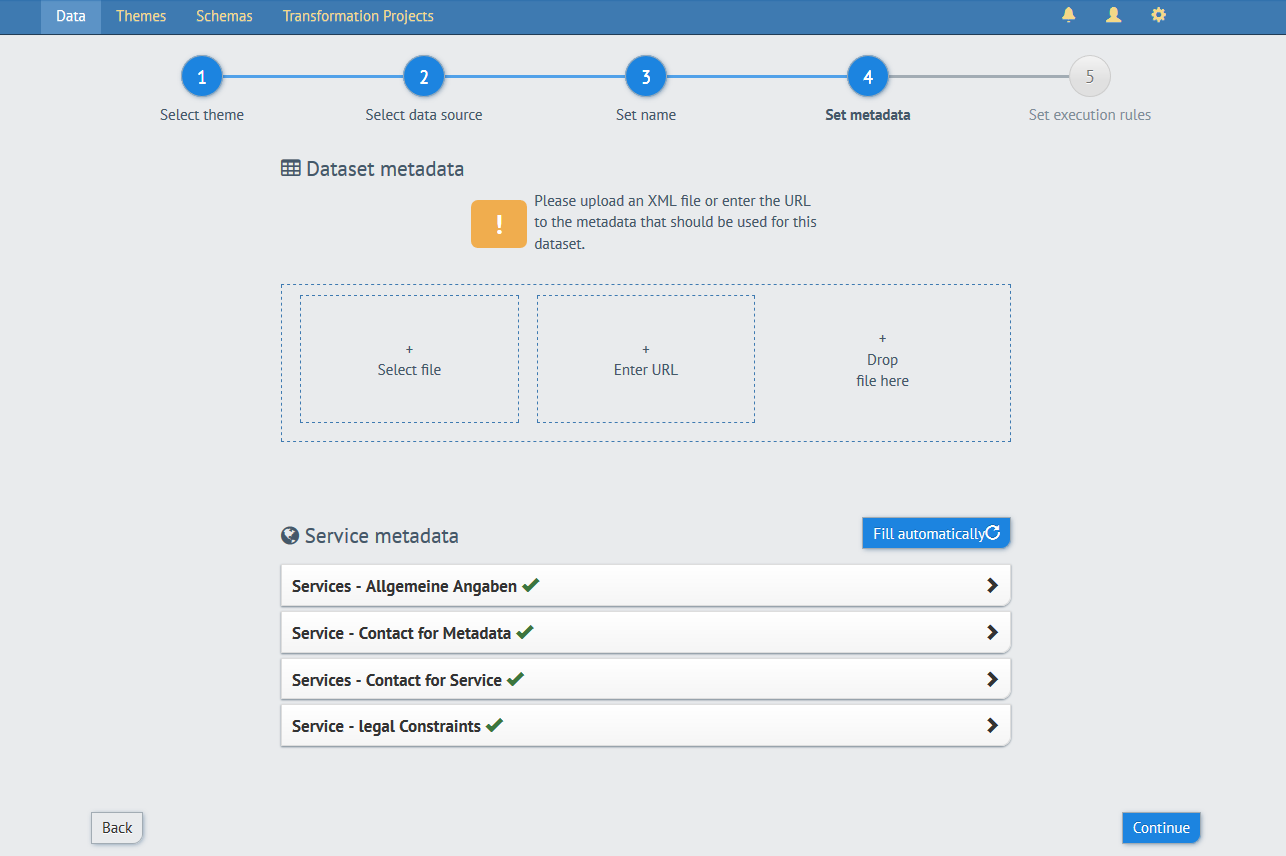 Data Themes Schemas Transformation Projects
1 2 3 4 5
Select theme Select data source Set name Set metadata Set execution rules
Dataset metadata
!
Please upload an XML file or enter the URL
to the metadata that should be used for this
dataset.
+
Select file
+
Enter URL
+
Drop
file here
Service metadata
Fill automatically
Services - Allgemeine Angaben
Service - Contact for Metadata
Services - Contact for Service
Service - legal Constraints
Back
Continue